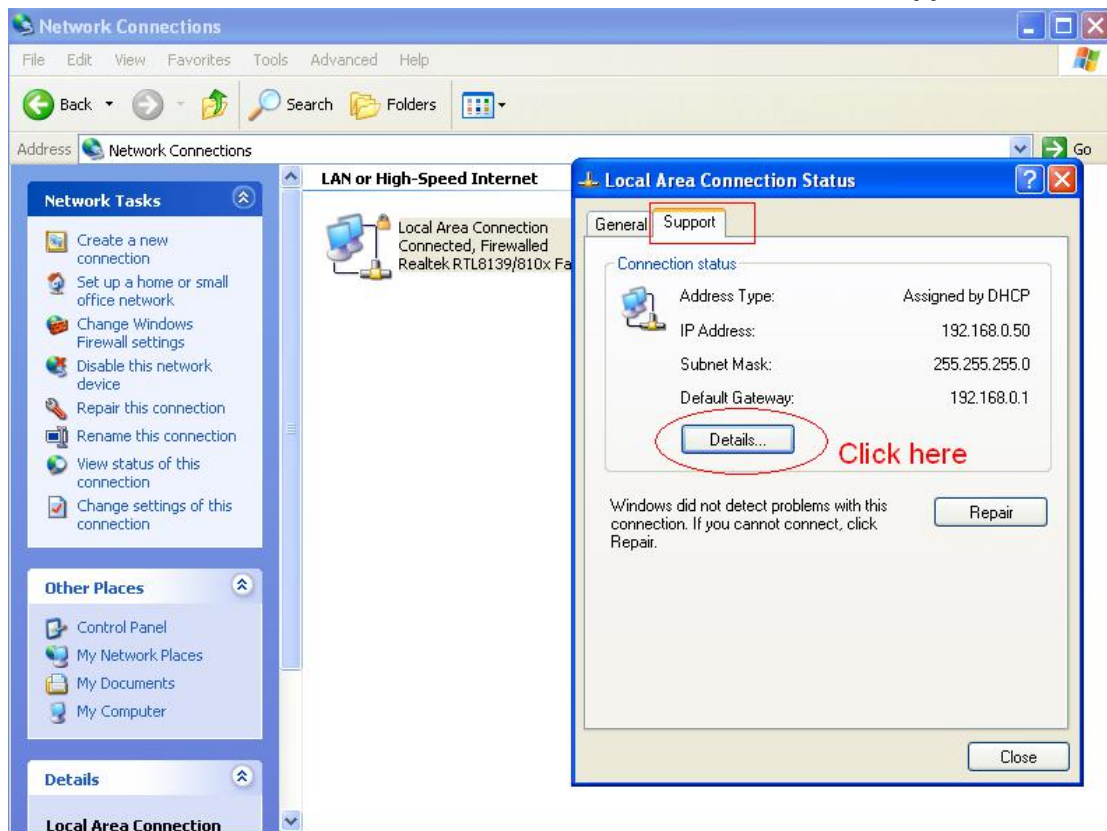 Network Connections
File Edit View Favorites Tools Advanced Help
Back Search Folders
Address Network Connections Go
Network Tasks
Create a new
connection
Set up a home or small
office network
Change Windows
Firewall settings
Disable this network
device
Repair this connection
Rename this connection
View status of this
connection
Change settings of this
connection
Other Places
Control Panel
My Network Places
My Documents
My Computer
Details
Local Area Connection
LAN or High-Speed Internet
Local Area Connection
Connected, Firewalled
Realtek RTL8139/810x Fa
Local Area Connection Status
General Support
Connection status
Address Type: Assigned by DHCP
IP Address: 192.168.0.50
Subnet Mask: 255.255.255.0
Default Gateway: 192.168.0.1
Details...
Click here
Windows did not detect problems with this
connection. If you cannot connect, click
Repair.
Repair
Close